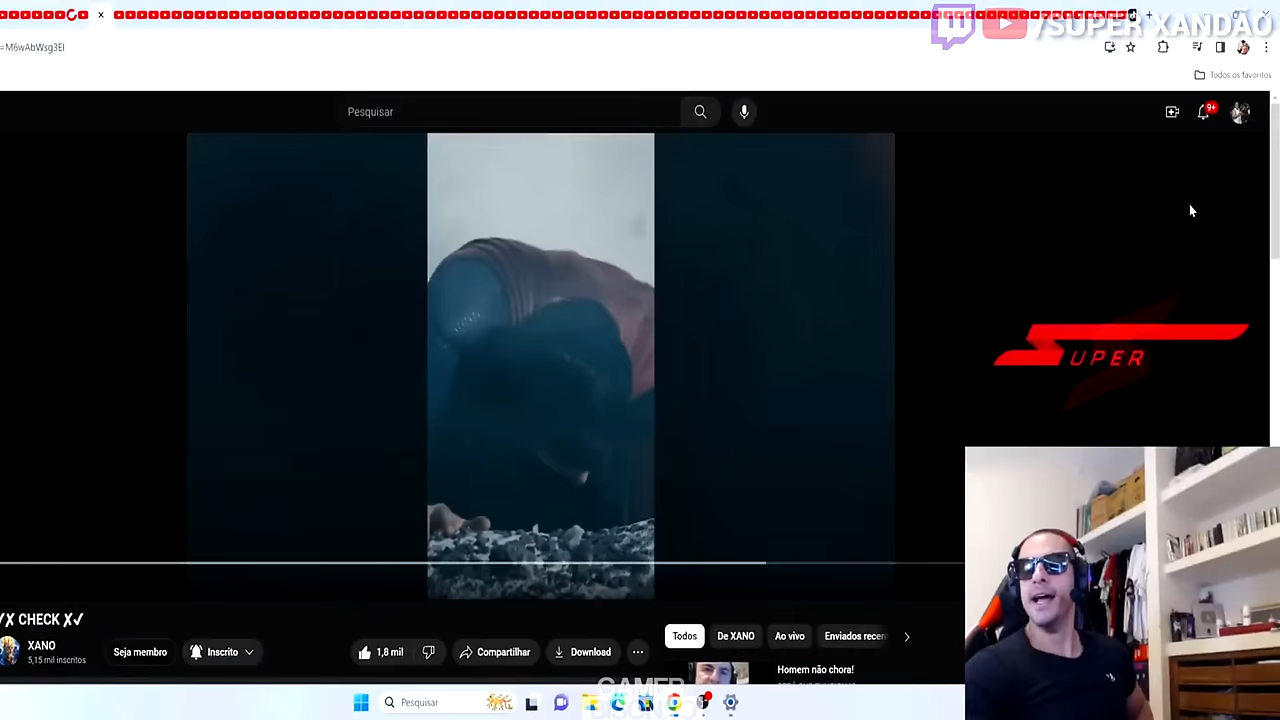 /SUPER XANDÃO
=M6wAbWsg3EI
Todos os favoritos
Pesquisar
9+
SUPER
CHECK
XANO
5,15 mil inscritos
Seja membro
Inscrito
1,8 mil
Compartilhar
Download
Todos
De XANO
Ao vivo
Enviados recen
Homem não chora!
Pesquisar
GAMER